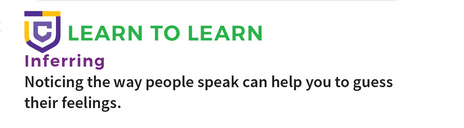 LEARN TO LEARN
Inferring
Noticing the way people speak can help you to guess
their feelings.